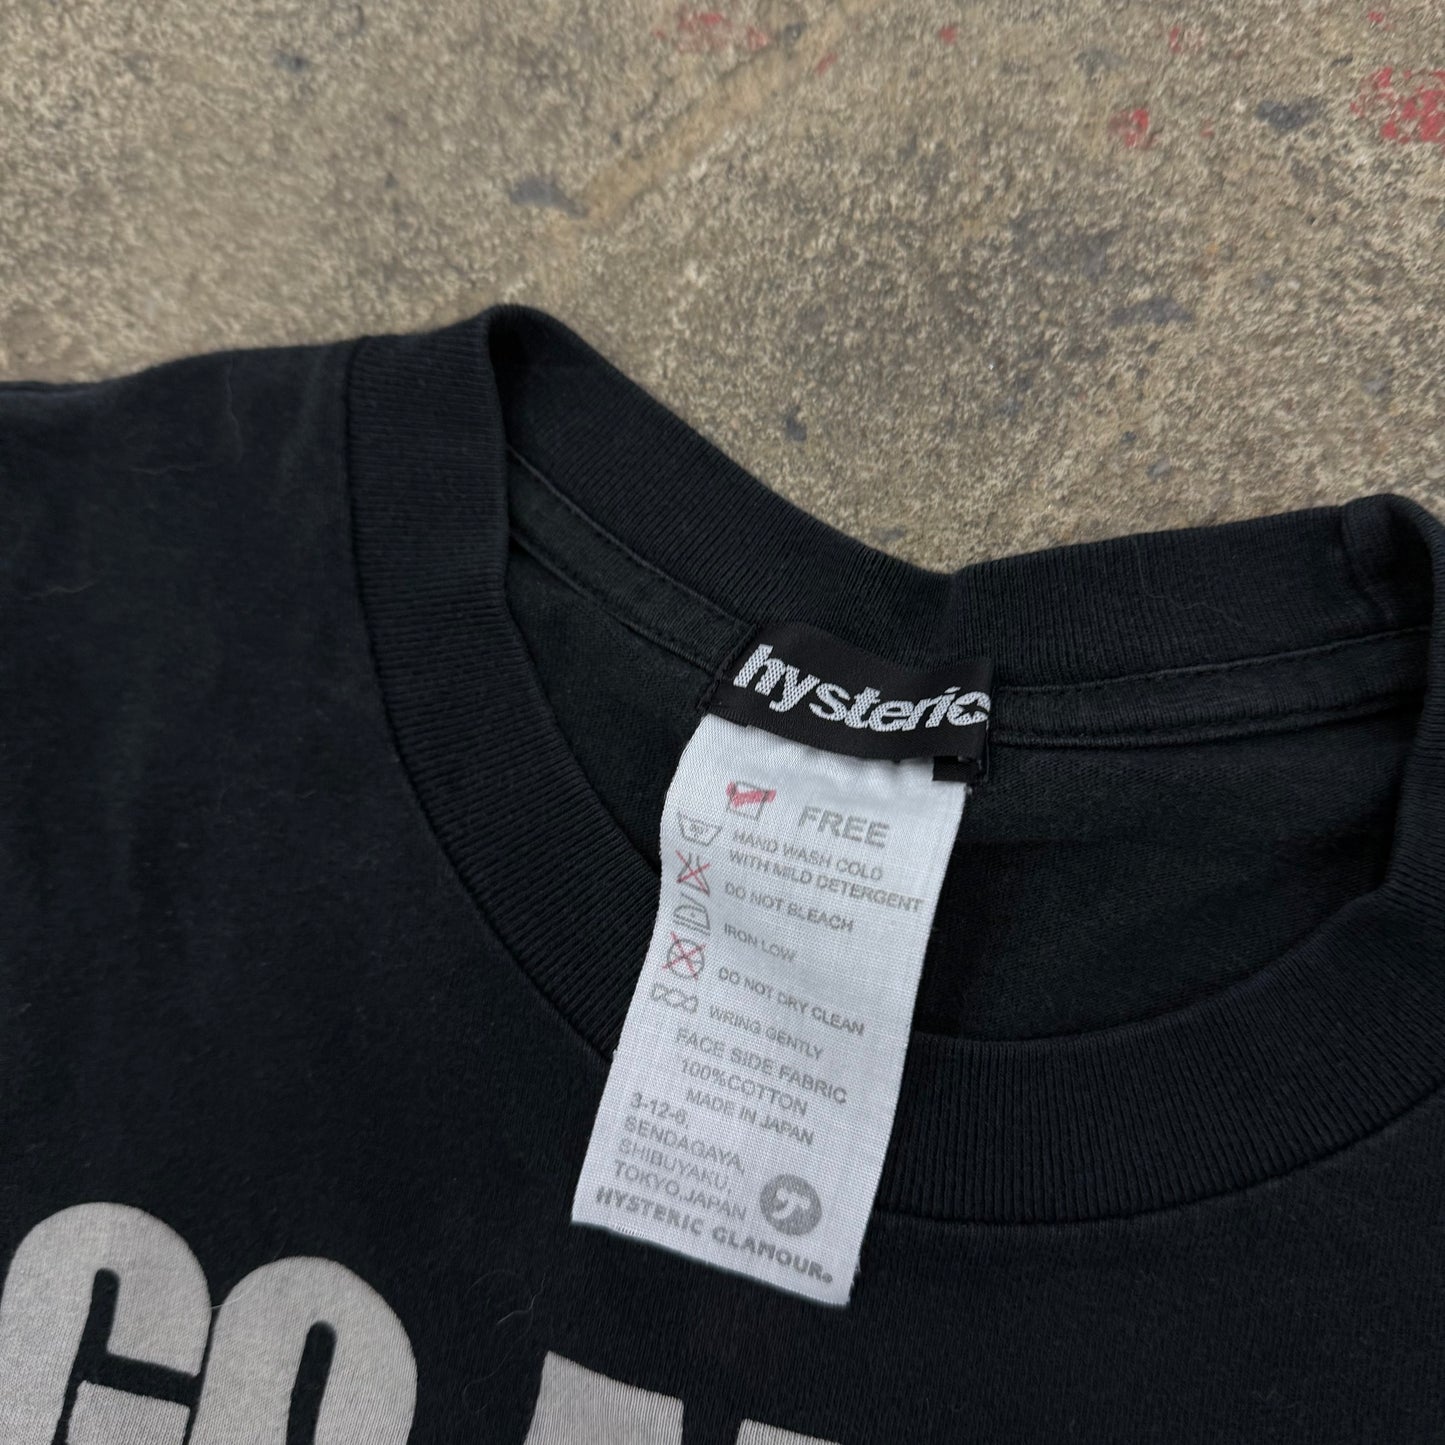 hysteric
FREE
HAND WASH COLD
WITH MILD DETERGENT
DO NOT BLEACH
IRON LOW
DO NOT DRY CLEAN
WRING GENTLY
FACE SIDE FABRIC
100%COTTON
MADE IN JAPAN
3-12-6,
SENDAGAYA,
SHIBUYAKU,
TOKYO.JAPAN
HYSTERIC GLAMOUR®
GO